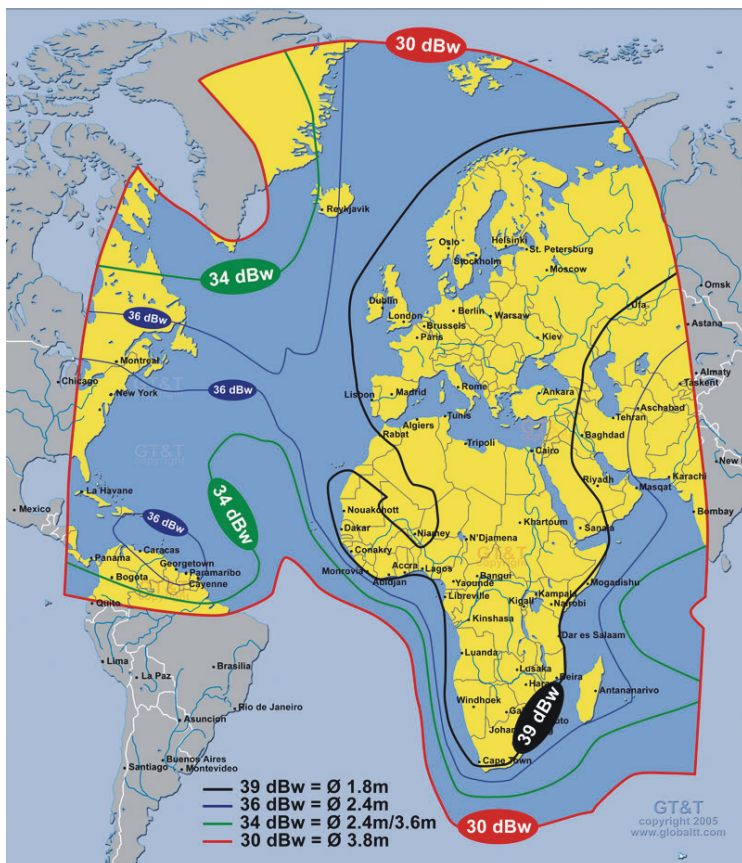 30 dBw
Reykjavik
34 dBw
Oslo
Helsinki
St. Petersburg
Stockholm
Moscow
Omsk
Ufa
Dublin
36 dBw
London
Berlin
Warsaw
Astana
Brussels
Paris
Kiev
Montreal
Almaty
Chicago
Taskent
New York
36 dBw
Lisbon
Madrid
Rome
Ankara
Aschabad
Tehran
Algiers
Tunis
Rabat
Baghdad
GT&T
Tripoli
Cairo
New
Karachi
Riyadh
Masqat
La Havane
34 dBw
Mexico
Nouakohott
Bombay
36 dBw
Dakar
Khartoum
Sanaa
Niamey
N'Djamena
Caracas
Conakry
Georgetown
Panama
Paramaribo
Monrovia
Accra
Lagos
Bangui
Bogota
Cayenne
Abidjan
Yaounde
Mogadishu
Libreville
Kampala
Quito
Kigali
Nairobi
Kinshasa
Dar es Salaam
Lima
Luanda
Brasilia
Lusaka
La Paz
Hara
Beira
Antananarivo
Windhoek
Rio de Janeiro
Asuncion
39 dBw
Cape Town
Buenos Aires
Santiago
Montevideo
39 dBw = Ø 1.8m
36 dBw = Ø 2.4m
34 dBw = Ø 2.4m/3.6m
30 dBw = Ø 3.8m
30 dBw
GT&T
copyright 2005
www.globaltt.com